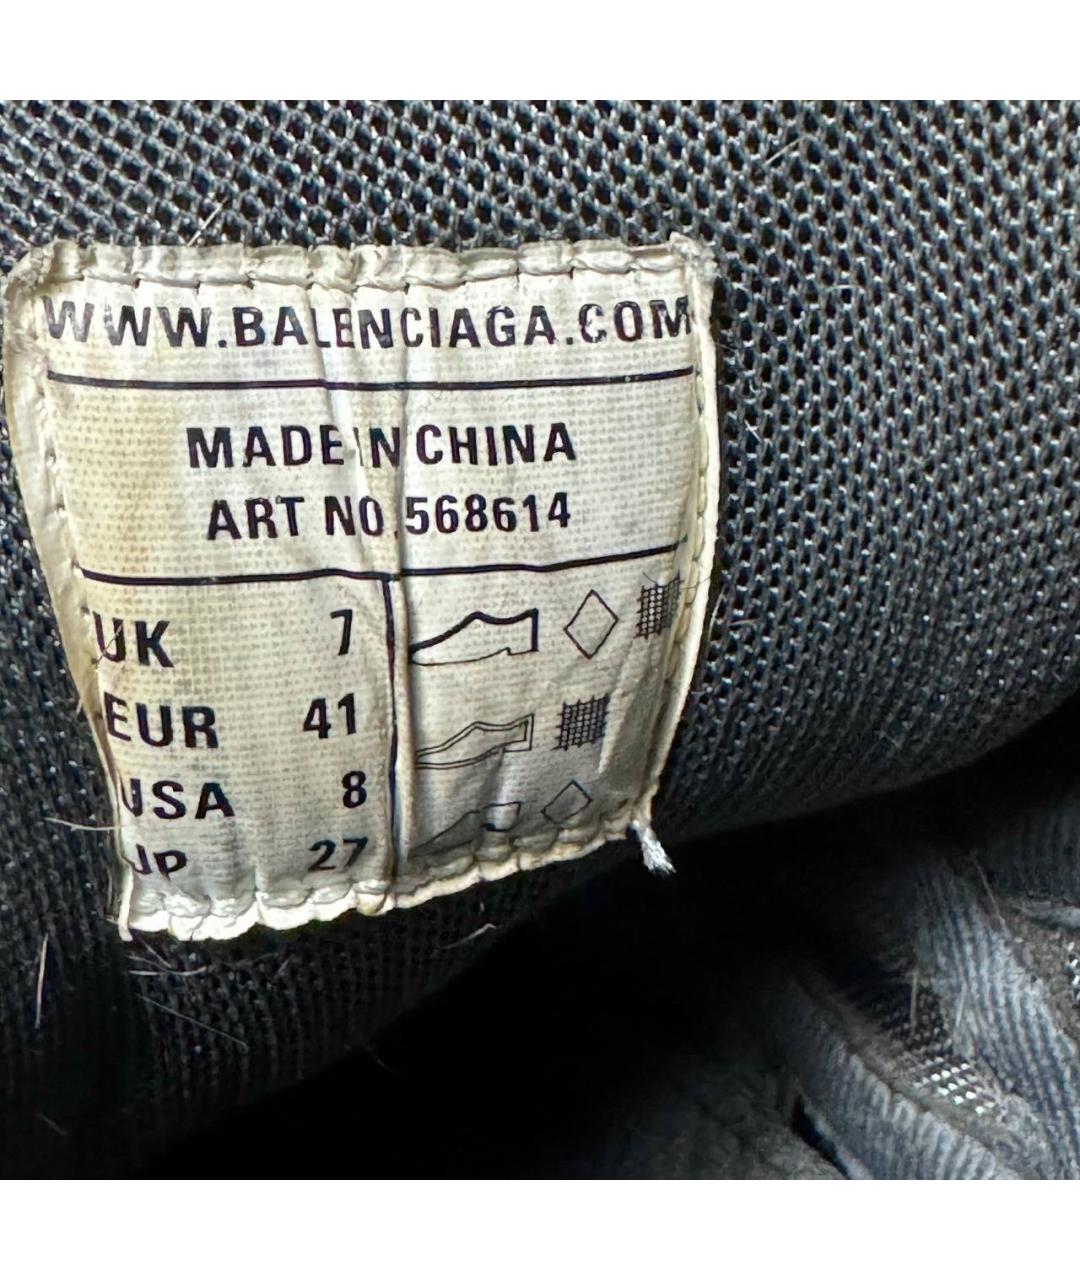 WWW.BALENCIAGA.COM
MADE IN CHINA
ART NO 568614
UK 7
EUR 41
USA 8
JP 27